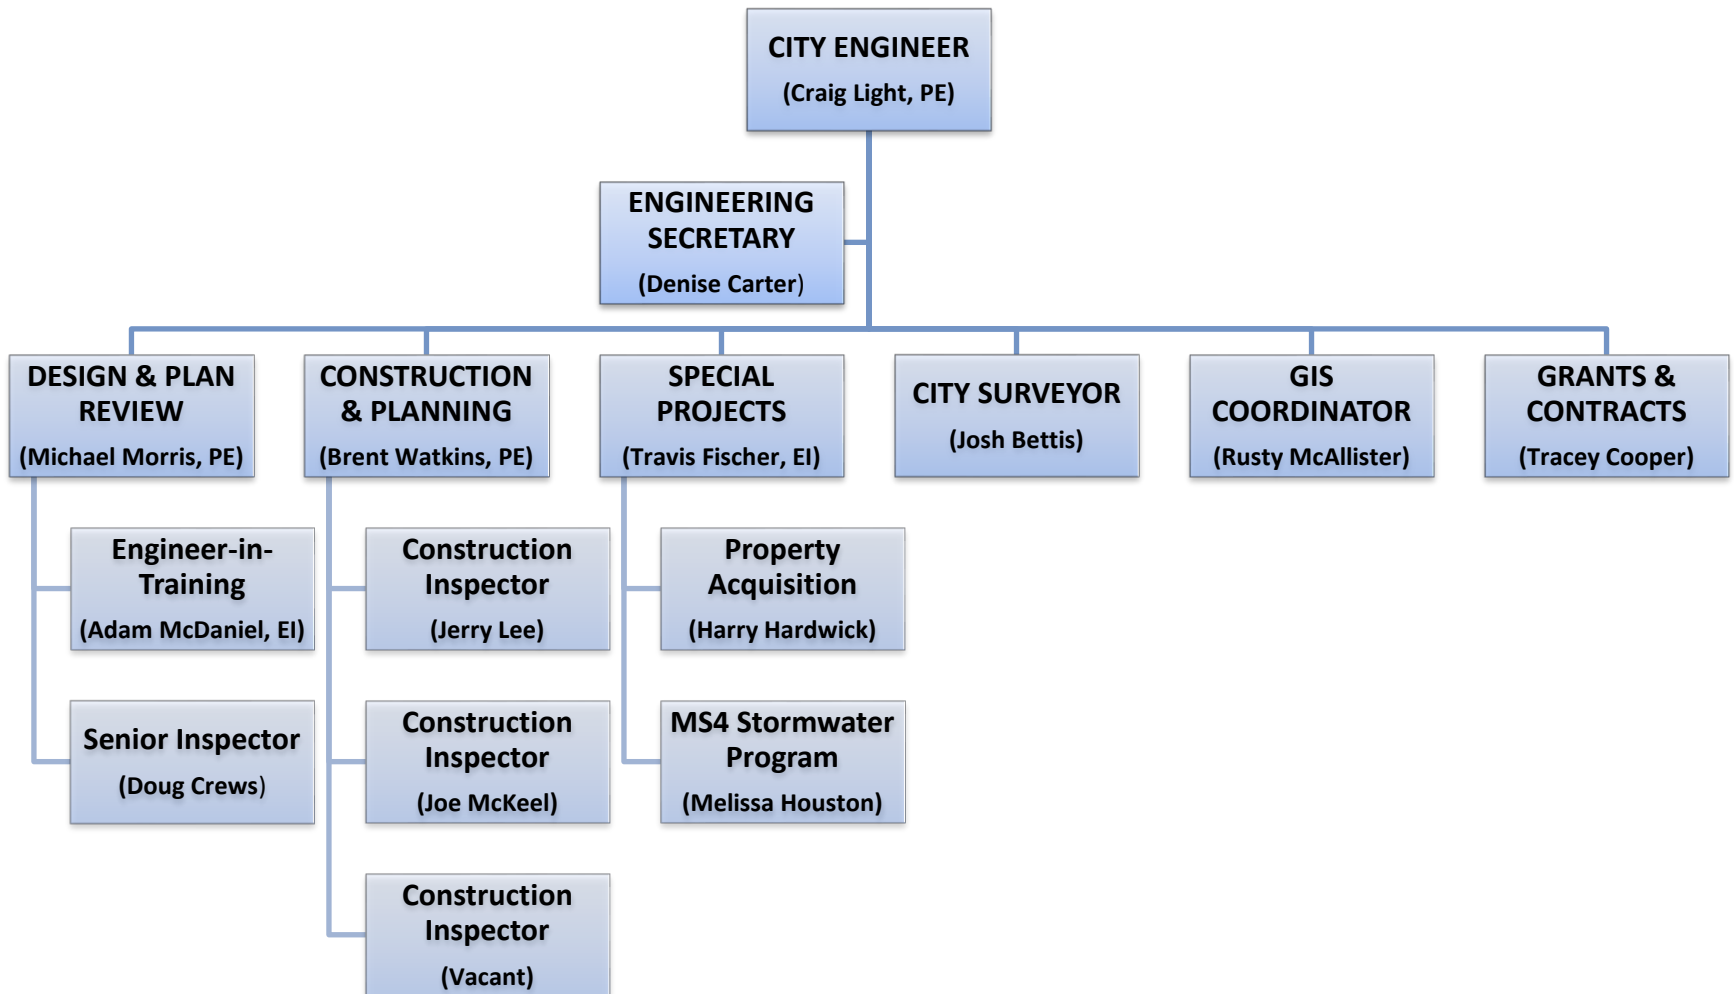 CITY ENGINEER
(Craig Light, PE)
ENGINEERING
SECRETARY
(Denise Carter)
DESIGN & PLAN
REVIEW
(Michael Morris, PE)
CONSTRUCTION
& PLANNING
(Brent Watkins, PE)
SPECIAL
PROJECTS
(Travis Fischer, EI)
CITY SURVEYOR
(Josh Bettis)
GIS
COORDINATOR
(Rusty McAllister)
GRANTS &
CONTRACTS
(Tracey Cooper)
Engineer-in-
Training
(Adam McDaniel, EI)
Senior Inspector
(Doug Crews)
Construction
Inspector
(Jerry Lee)
Construction
Inspector
(Joe McKeel)
Construction
Inspector
(Vacant)
Property
Acquisition
(Harry Hardwick)
MS4 Stormwater
Program
(Melissa Houston)